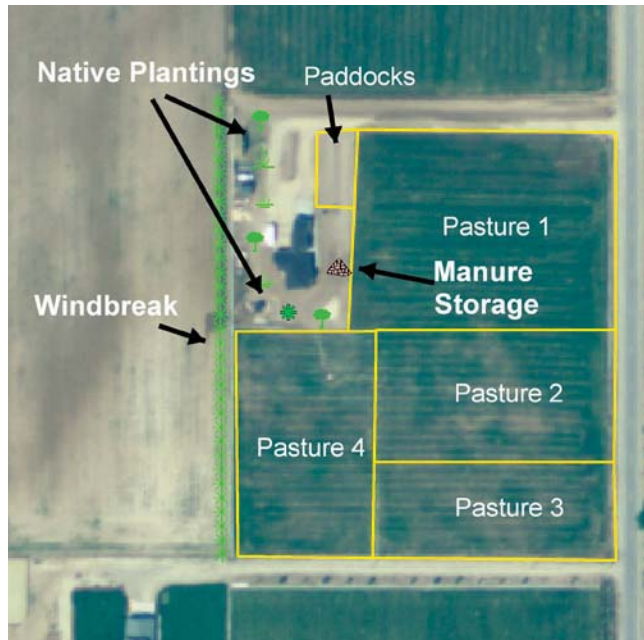 Native Plantings
Paddocks
Pasture 1
Manure
Storage
Windbreak
Pasture 2
Pasture 4
Pasture 3